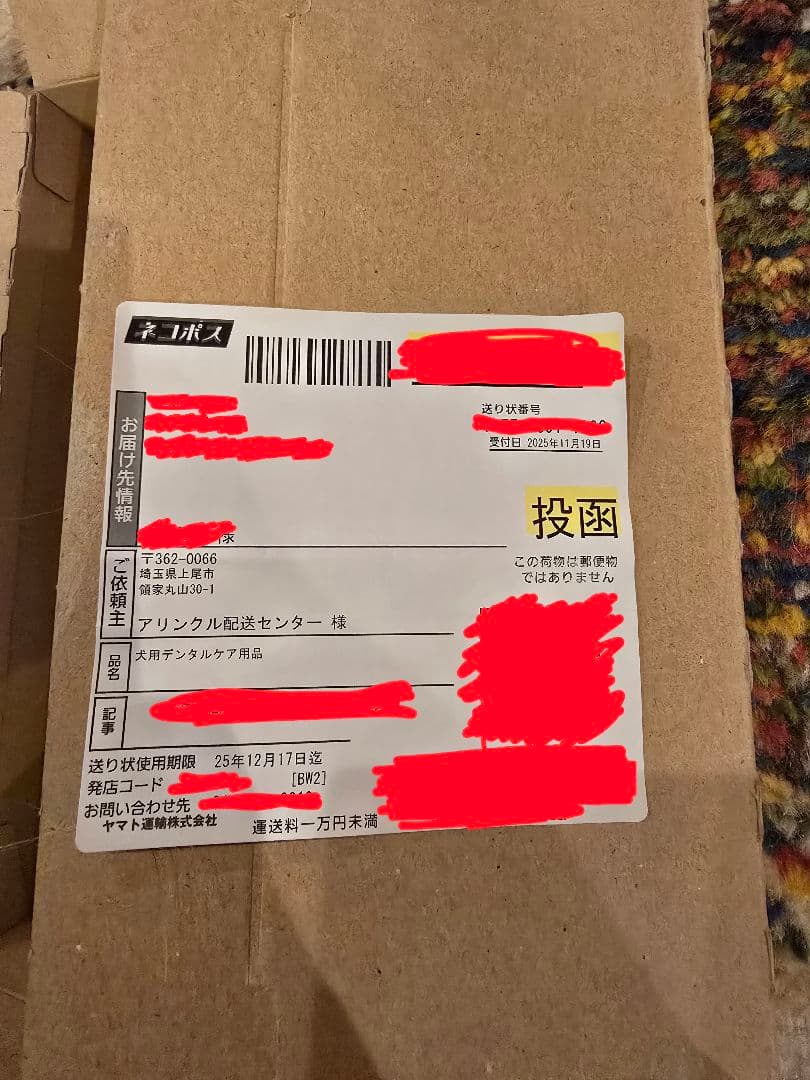 ネコポス
送り状番号
受付日 2025年11月19日
お届け先情報
様
投函
この荷物は郵便物
ではありません
ご依頼主
〒362-0066
埼玉県上尾市
領家丸山30-1
アリンクル配送センター 様
品名
犬用デンタルケア用品
記事
送り状使用期限 25年12月17日迄
発店コード [BW2]
お問い合わせ先
ヤマト運輸株式会社
運送料一万円未満